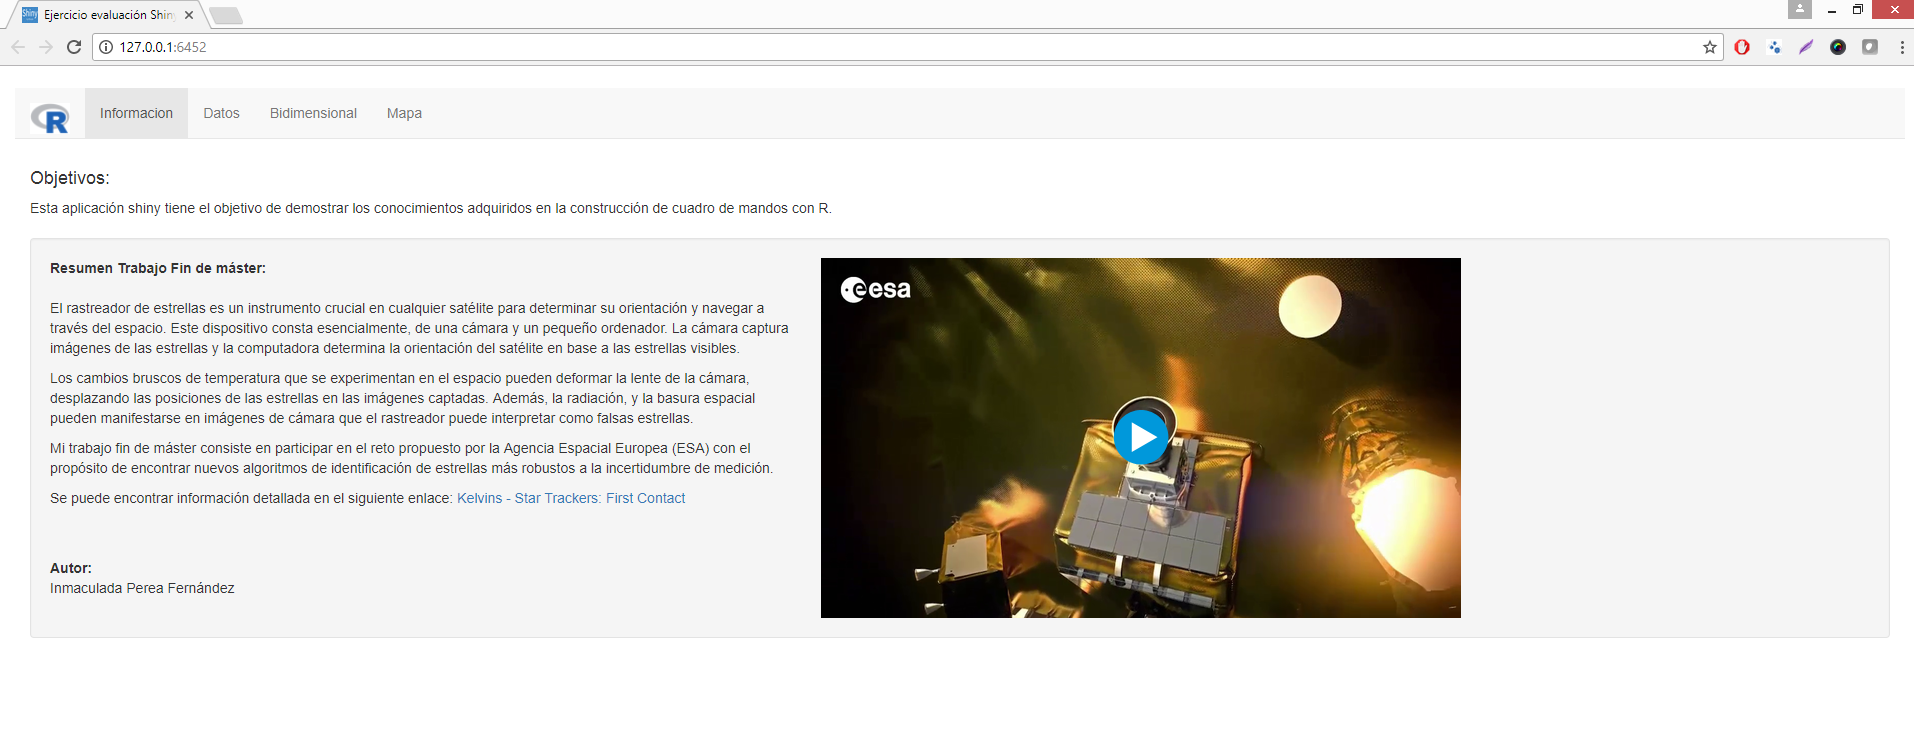 Ejercicio evaluación Shiny
127.0.0.1:6452
R
Informacion
Datos
Bidimensional
Mapa
Objetivos:
Esta aplicación shiny tiene el objetivo de demostrar los conocimientos adquiridos en la construcción de cuadro de mandos con R.
Resumen Trabajo Fin de máster:
esa
El rastreador de estrellas es un instrumento crucial en cualquier satélite para determinar su orientación y navegar a
través del espacio. Este dispositivo consta esencialmente, de una cámara y un pequeño ordenador. La cámara captura
imágenes de las estrellas y la computadora determina la orientación del satélite en base a las estrellas visibles.
Los cambios bruscos de temperatura que se experimentan en el espacio pueden deformar la lente de la cámara,
desplazando las posiciones de las estrellas en las imágenes captadas. Además, la radiación, y la basura espacial
pueden manifestarse en imágenes de cámara que el rastreador puede interpretar como falsas estrellas.
Mi trabajo fin de máster consiste en participar en el reto propuesto por la Agencia Espacial Europea (ESA) con el
propósito de encontrar nuevos algoritmos de identificación de estrellas más robustos a la incertidumbre de medición.
Se puede encontrar información detallada en el siguiente enlace: Kelvins - Star Trackers: First Contact
Autor:
Inmaculada Perea Fernández